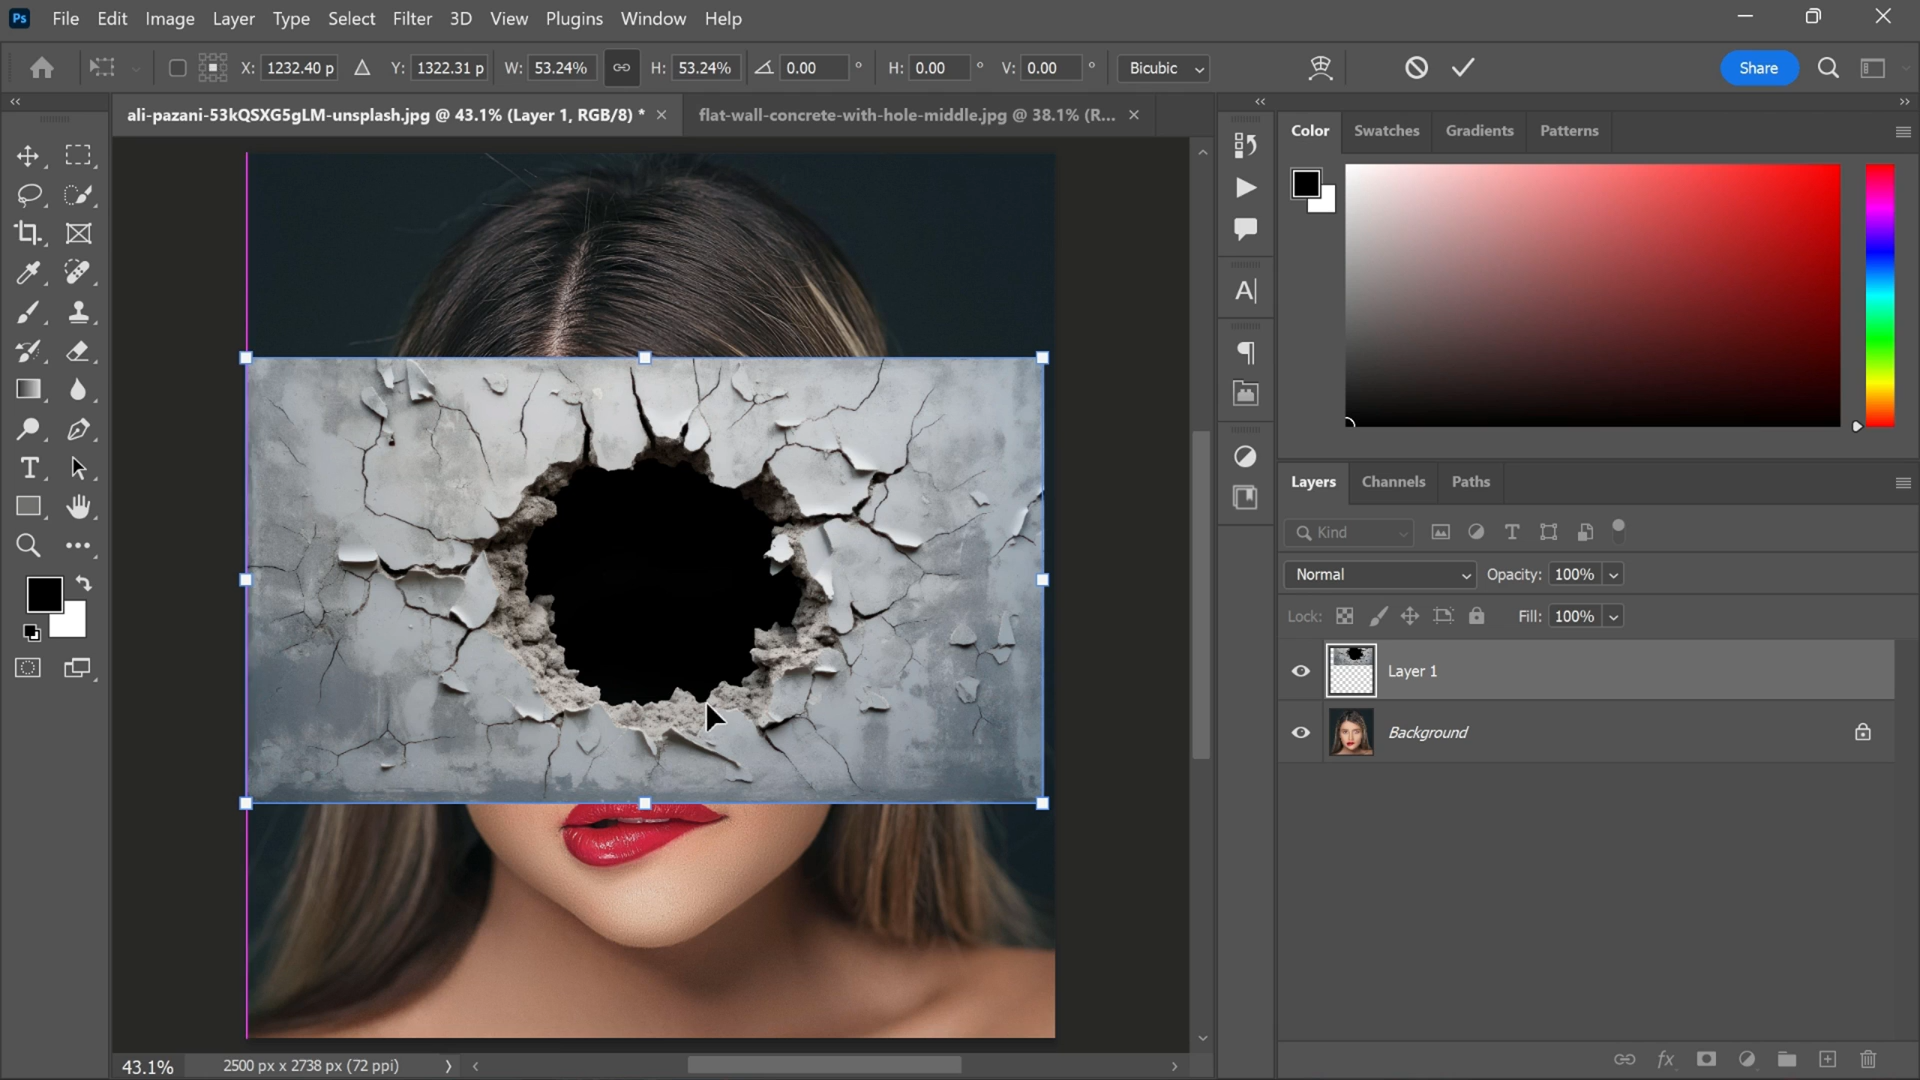 Ps File Edit Image Layer Type Select Filter 3D View Plugins Window Help
X: 1232.40 p Y: 1322.31 p W: 53.24% H: 53.24% 0.00 ° H: 0.00 ° V: 0.00 ° Bicubic Share
ali-pazani-53kQSXG5gLM-unsplash.jpg @ 43.1% (Layer 1, RGB/8) * flat-wall-concrete-with-hole-middle.jpg @ 38.1% (R...
Color Swatches Gradients Patterns
Layers Channels Paths
Kind
Normal Opacity: 100%
Lock: Fill: 100%
Layer 1
Background
43.1% 2500 px x 2738 px (72 ppi)